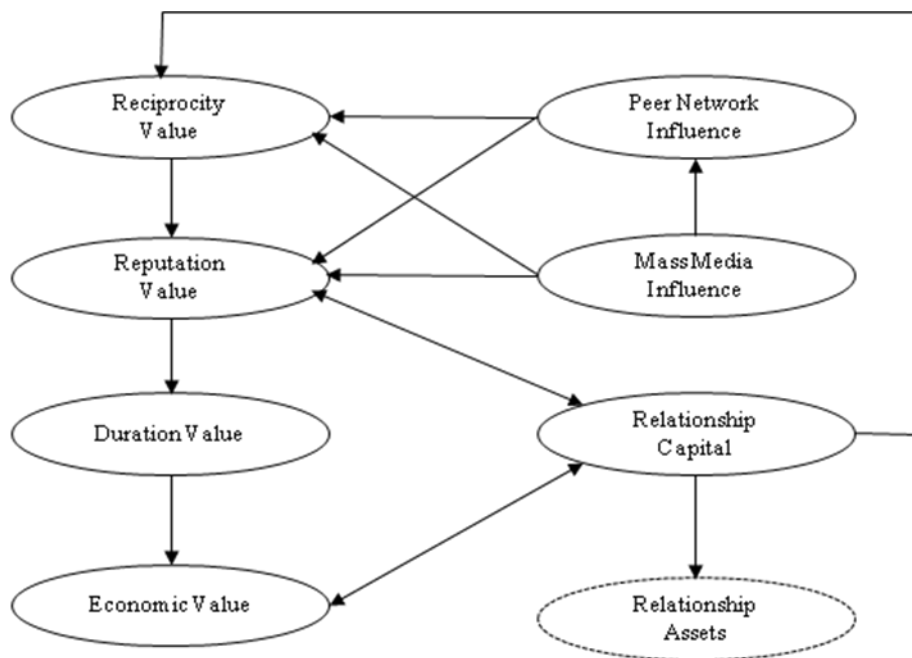 Reciprocity
Value
Peer Network
Influence
Reputation
Value
Mass Media
Influence
Duration Value
Relationship
Capital
Economic Value
Relationship
Assets